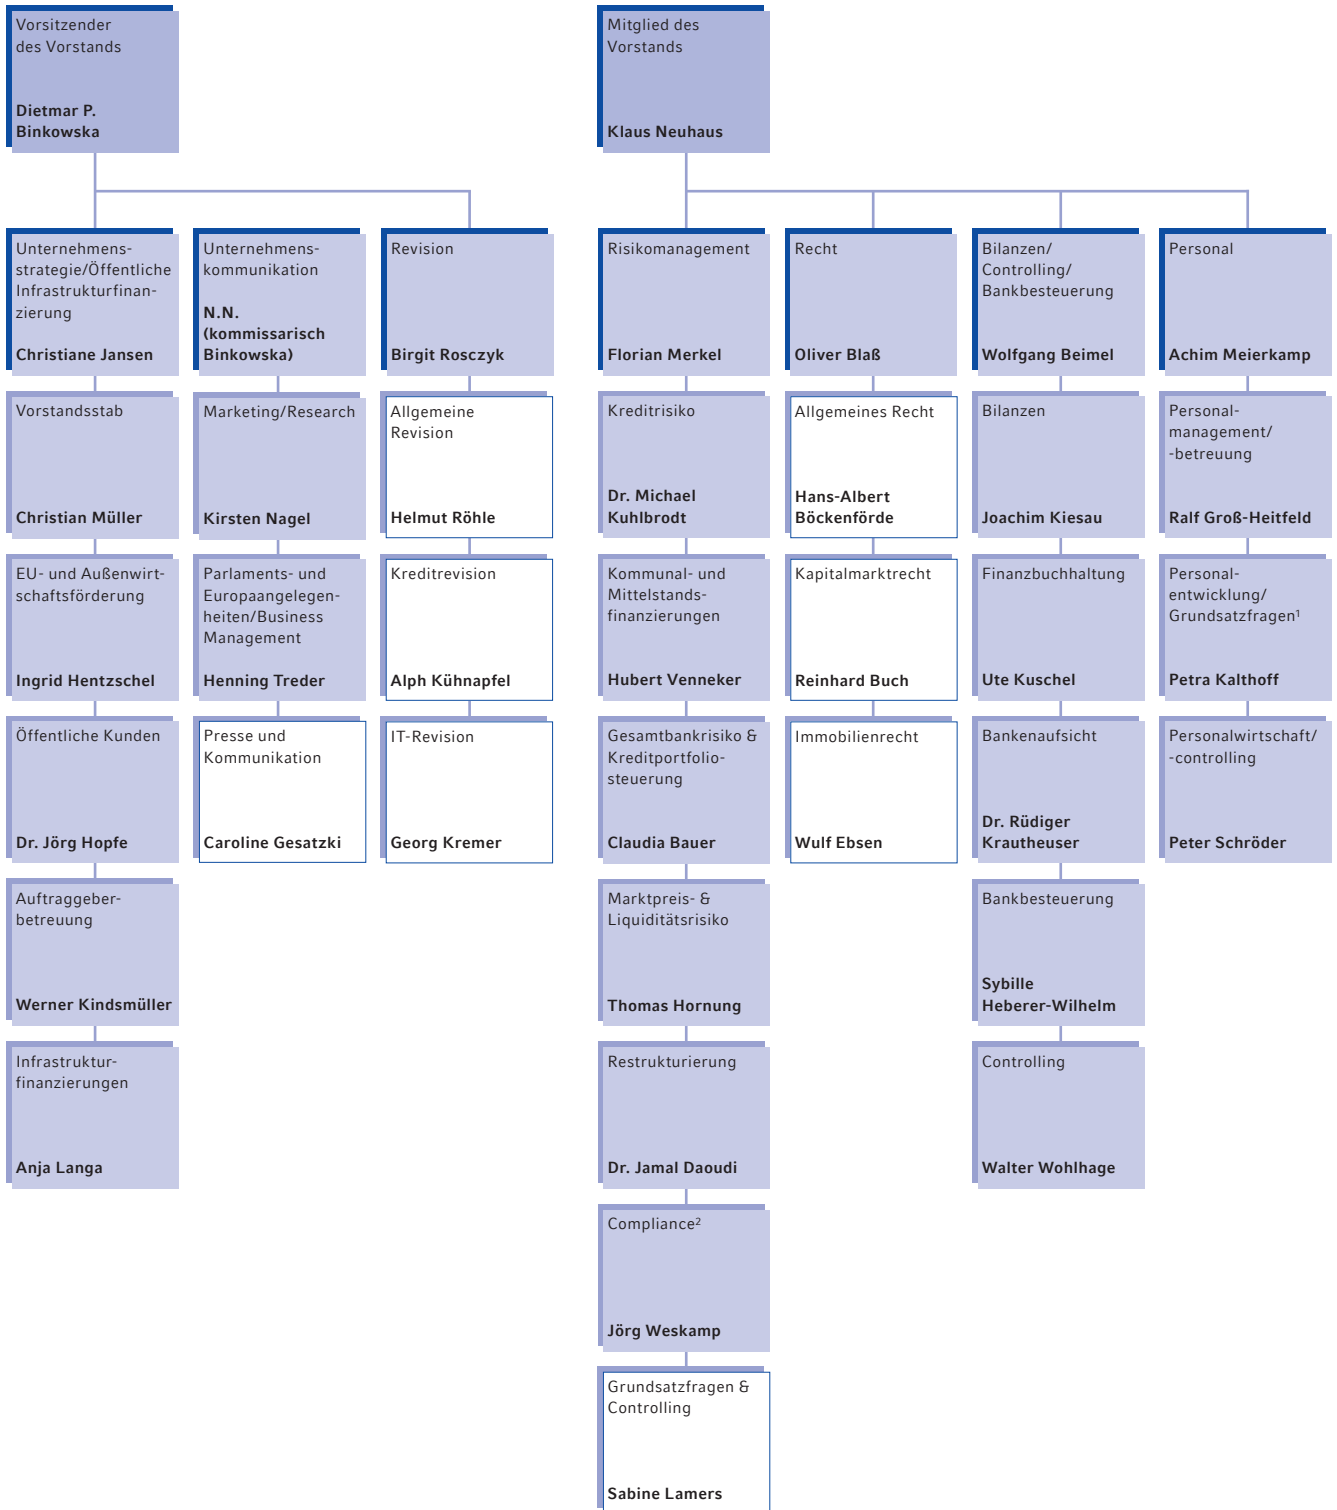 Vorsitzender
des Vorstands
Dietmar P.
Binkowska
Mitglied des
Vorstands
Klaus Neuhaus
Unternehmens-
strategie/Öffentliche
Infrastrukturfinan-
zierung
Christiane Jansen
Vorstandsstab
Christian Müller
EU- und Außenwirt-
schaftsförderung
Ingrid Hentzschel
Öffentliche Kunden
Dr. Jörg Hopfe
Auftraggeber-
betreuung
Werner Kindsmüller
Infrastruktur-
finanzierungen
Anja Langa
Unternehmens-
kommunikation
N.N.
(kommissarisch
Binkowska)
Marketing/Research
Kirsten Nagel
Parlaments- und
Europaangelegen-
heiten/Business
Management
Henning Treder
Presse und
Kommunikation
Caroline Gesatzki
Revision
Birgit Rosczyk
Allgemeine
Revision
Helmut Röhle
Kreditrevision
Alph Kühnapfel
IT-Revision
Georg Kremer
Risikomanagement
Florian Merkel
Kreditrisiko
Dr. Michael
Kuhlbrodt
Kommunal- und
Mittelstands-
finanzierungen
Hubert Venneker
Gesamtbankrisiko &
Kreditportfolio-
steuerung
Claudia Bauer
Marktpreis- &
Liquiditätsrisiko
Thomas Hornung
Restrukturierung
Dr. Jamal Daoudi
Compliance²
Jörg Weskamp
Grundsatzfragen &
Controlling
Sabine Lamers
Recht
Oliver Blaß
Allgemeines Recht
Hans-Albert
Böckenförde
Kapitalmarktrecht
Reinhard Buch
Immobilienrecht
Wulf Ebsen
Bilanzen/
Controlling/
Bankbesteuerung
Wolfgang Beimel
Bilanzen
Joachim Kiesau
Finanzbuchhaltung
Ute Kuschel
Bankenaufsicht
Dr. Rüdiger
Krautheuser
Bankbesteuerung
Sybille
Heberer-Wilhelm
Controlling
Walter Wohlhage
Personal
Achim Meierkamp
Personal-
management/
-betreuung
Ralf Groß-Heitfeld
Personal-
entwicklung/
Grundsatzfragen¹
Petra Kalthoff
Personalwirtschaft/
-controlling
Peter Schröder